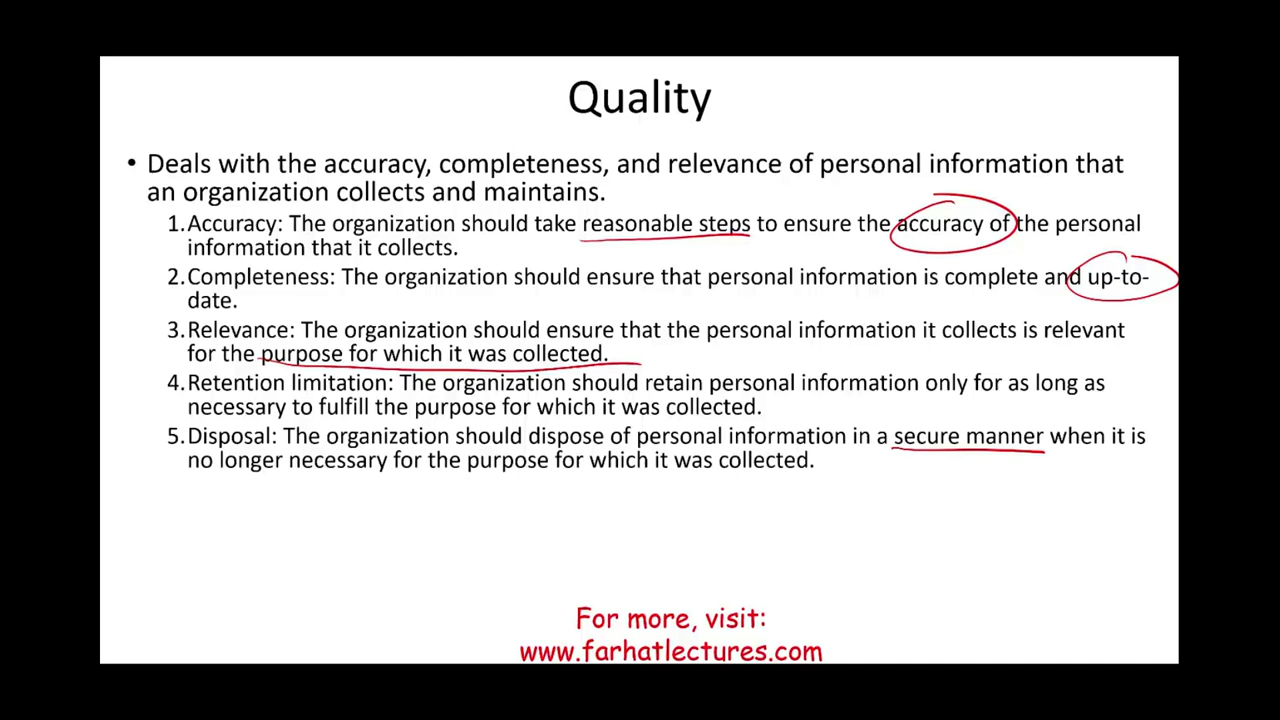 Quality
• Deals with the accuracy, completeness, and relevance of personal information that
an organization collects and maintains.
1. Accuracy: The organization should take reasonable steps to ensure the accuracy of the personal
information that it collects.
2. Completeness: The organization should ensure that personal information is complete and up-to-
date.
3. Relevance: The organization should ensure that the personal information it collects is relevant
for the purpose for which it was collected.
4. Retention limitation: The organization should retain personal information only for as long as
necessary to fulfill the purpose for which it was collected.
5. Disposal: The organization should dispose of personal information in a secure manner when it is
no longer necessary for the purpose for which it was collected.
For more, visit:
www.farhatlectures.com